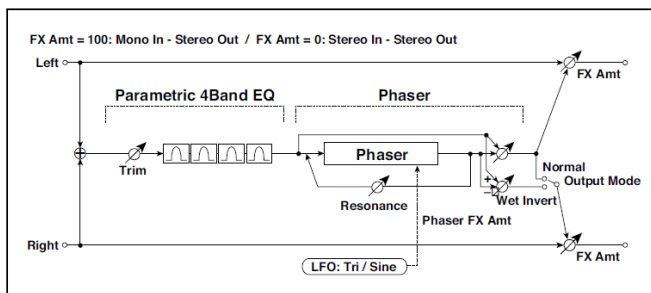 FX Amt = 100: Mono In - Stereo Out / FX Amt = 0: Stereo In - Stereo Out
Left
FX Amt
Parametric 4Band EQ
Phaser
Trim
Phaser
Normal
Output Mode
+
−
Wet Invert
Resonance
Phaser FX Amt
Right
FX Amt
LFO: Tri / Sine